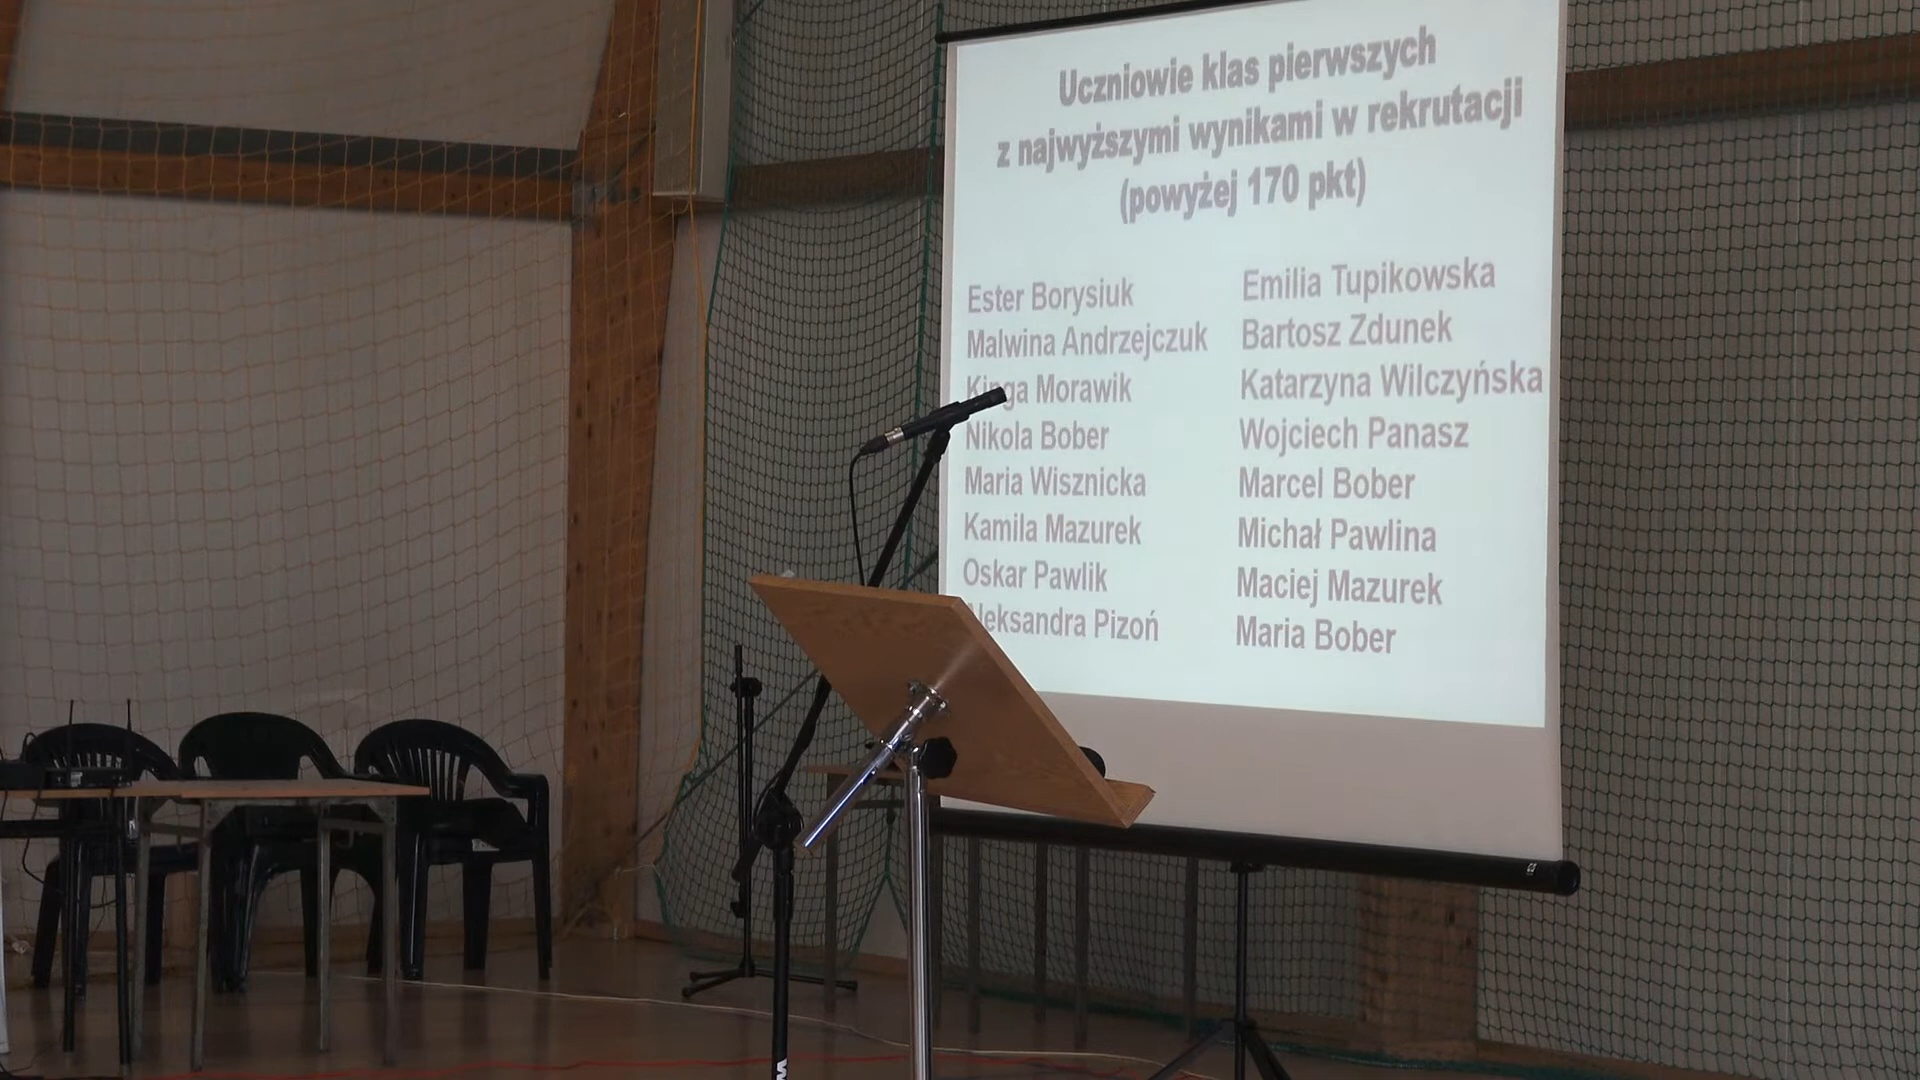 Uczniowie klas pierwszych
z najwyższymi wynikami w rekrutacji
(powyżej 170 pkt)
Ester Borysiuk
Malwina Andrzejczuk
Kinga Morawik
Nikola Bober
Maria Wisznicka
Kamila Mazurek
Oskar Pawlik
Aleksandra Pizoń
Emilia Tupikowska
Bartosz Zdunek
Katarzyna Wilczyńska
Wojciech Panasz
Marcel Bober
Michał Pawlina
Maciej Mazurek
Maria Bober